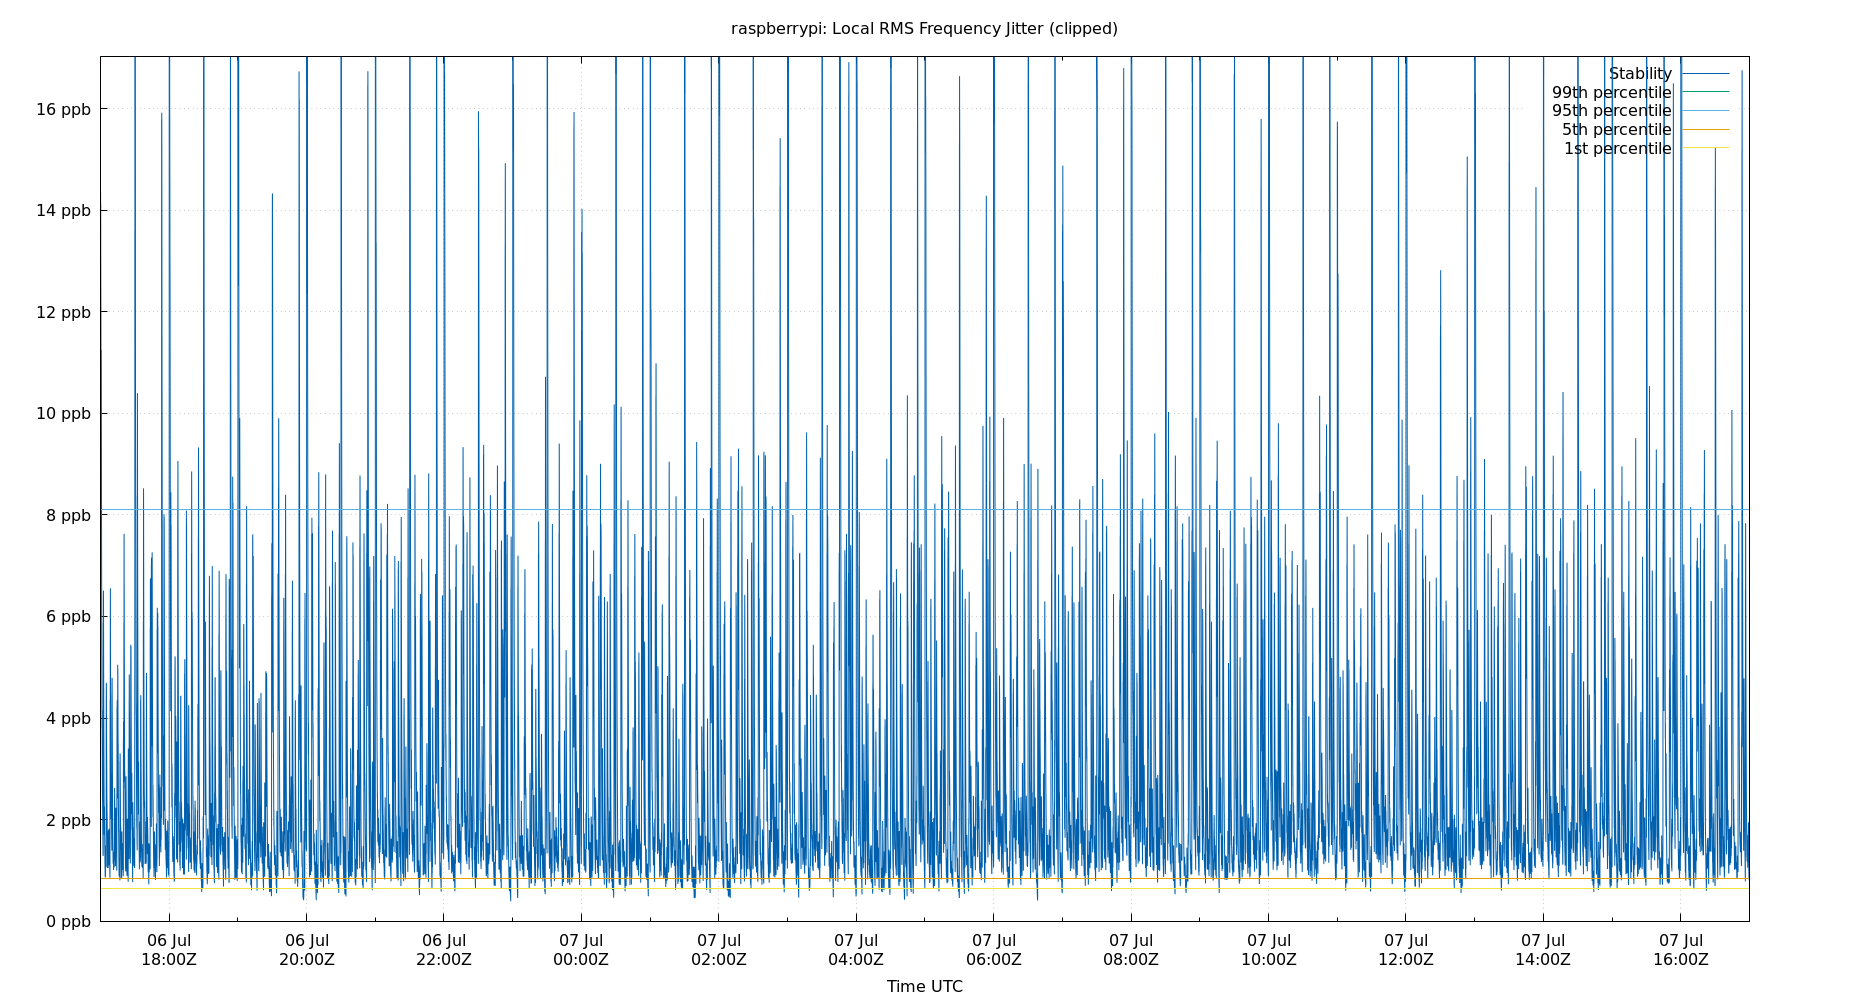 raspberrypi: Local RMS Frequency Jitter (clipped)
Stability
99th percentile
95th percentile
5th percentile
1st percentile
16 ppb
14 ppb
12 ppb
10 ppb
8 ppb
6 ppb
4 ppb
2 ppb
0 ppb
06 Jul 06 Jul 06 Jul 07 Jul 07 Jul 07 Jul 07 Jul 07 Jul 07 Jul 07 Jul 07 Jul 07 Jul
18:00Z 20:00Z 22:00Z 00:00Z 02:00Z 04:00Z 06:00Z 08:00Z 10:00Z 12:00Z 14:00Z 16:00Z
Time UTC